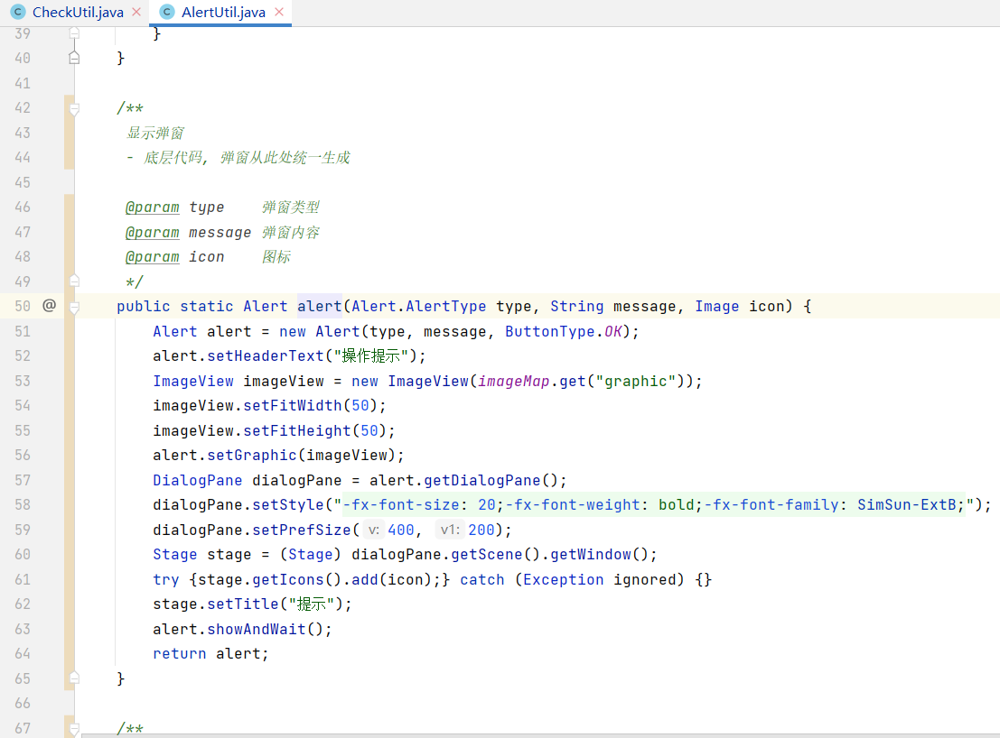 CheckUtil.java AlertUtil.java
39 }
40 }
41
42 /**
43 显示弹窗
44 - 底层代码, 弹窗从此处统一生成
45
46 @param type 弹窗类型
47 @param message 弹窗内容
48 @param icon 图标
49 */
50 @ public static Alert alert(Alert.AlertType type, String message, Image icon) {
51 Alert alert = new Alert(type, message, ButtonType.OK);
52 alert.setHeaderText("操作提示");
53 ImageView imageView = new ImageView(imageMap.get("graphic"));
54 imageView.setFitWidth(50);
55 imageView.setFitHeight(50);
56 alert.setGraphic(imageView);
57 DialogPane dialogPane = alert.getDialogPane();
58 dialogPane.setStyle("-fx-font-size: 20;-fx-font-weight: bold;-fx-font-family: SimSun-ExtB;");
59 dialogPane.setPrefSize( v: 400, v1: 200);
60 Stage stage = (Stage) dialogPane.getScene().getWindow();
61 try {stage.getIcons().add(icon);} catch (Exception ignored) {}
62 stage.setTitle("提示");
63 alert.showAndWait();
64 return alert;
65 }
66
67 /**